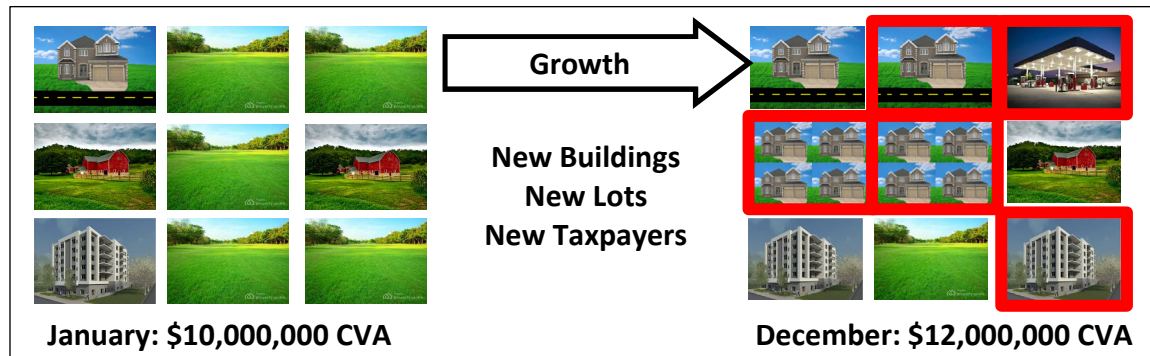 Growth
New Buildings
New Lots
New Taxpayers
January: $10,000,000 CVA
December: $12,000,000 CVA